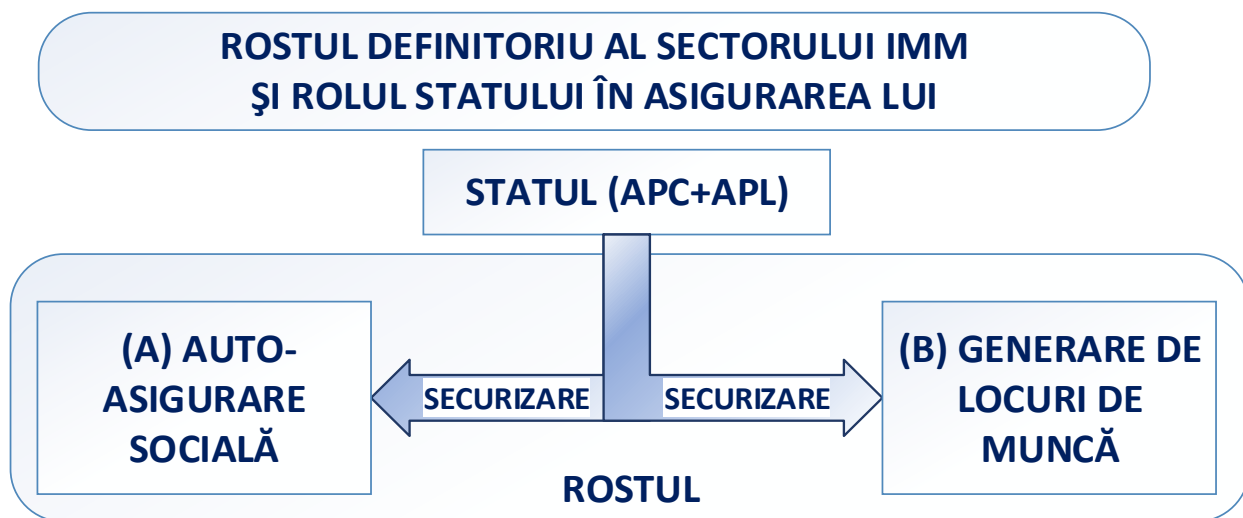 ROSTUL DEFINITORIU AL SECTORULUI IMM
ŞI ROLUL STATULUI ÎN ASIGURAREA LUI
STATUL (APC+APL)
(A) AUTO-
ASIGURARE
SOCIALĂ
SECURIZARE
SECURIZARE
(B) GENERARE DE
LOCURI DE
MUNCĂ
ROSTUL